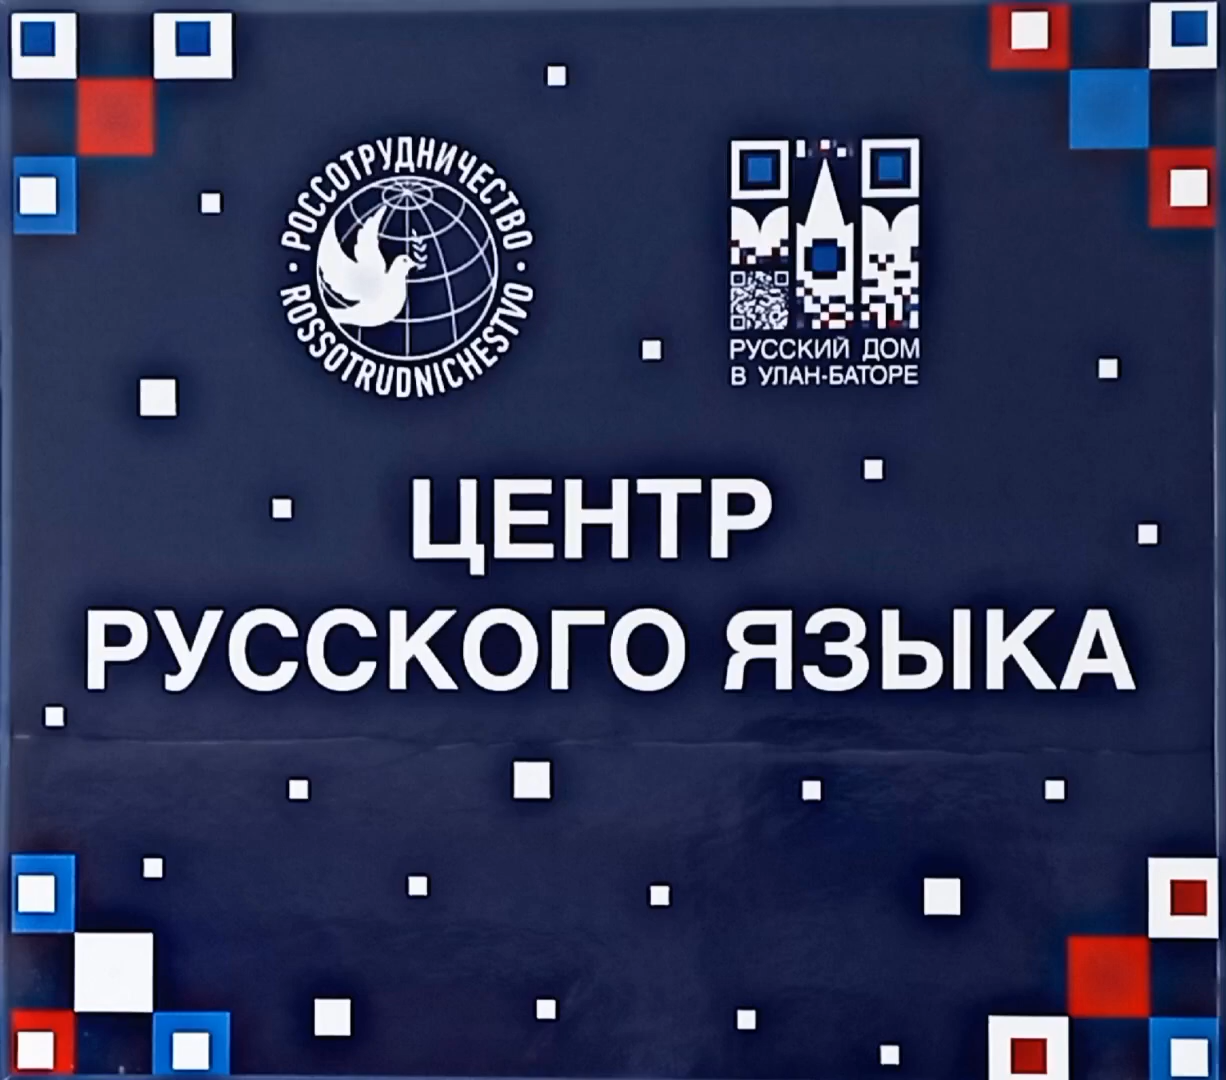 РОССОТРУДНИЧЕСТВО
ROSSOTRUDNICHESTVO
РУССКИЙ ДОМ
В УЛАН-БАТОРЕ
ЦЕНТР
РУССКОГО ЯЗЫКА